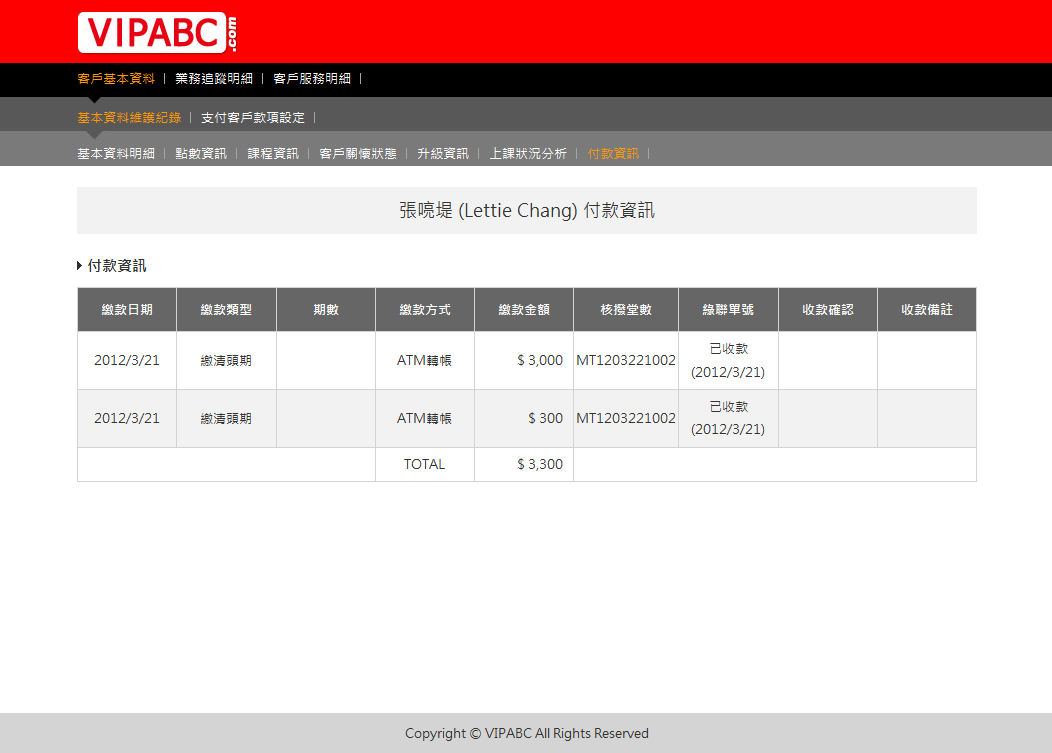 VIPABC.com
客戶基本資料 | 業務追蹤明細 | 客戶服務明細 |
基本資料維護紀錄 | 支付客戶款項設定 |
基本資料明細 | 點數資訊 | 課程資訊 | 客戶關懷狀態 | 升級資訊 | 上課狀況分析 | 付款資訊 |
張喨堤 (Lettie Chang) 付款資訊
付款資訊
繳款日期 繳款類型 期數 繳款方式 繳款金額 核撥堂數 綠聯單號 收款確認 收款備註
2012/3/21 繳清頭期 ATM轉帳 $ 3,000 MT1203221002 已收款
(2012/3/21)
2012/3/21 繳清頭期 ATM轉帳 $ 300 MT1203221002 已收款
(2012/3/21)
TOTAL $ 3,300
Copyright © VIPABC All Rights Reserved